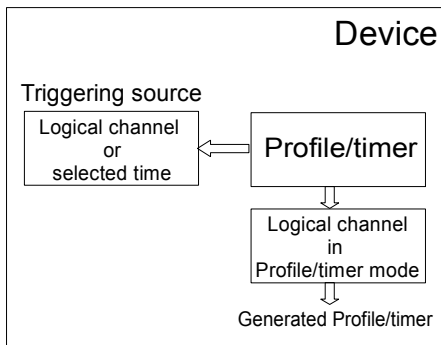 Device
Triggering source
Logical channel
or
selected time
Profile/timer
Logical channel
in
Profile/timer mode
Generated Profile/timer